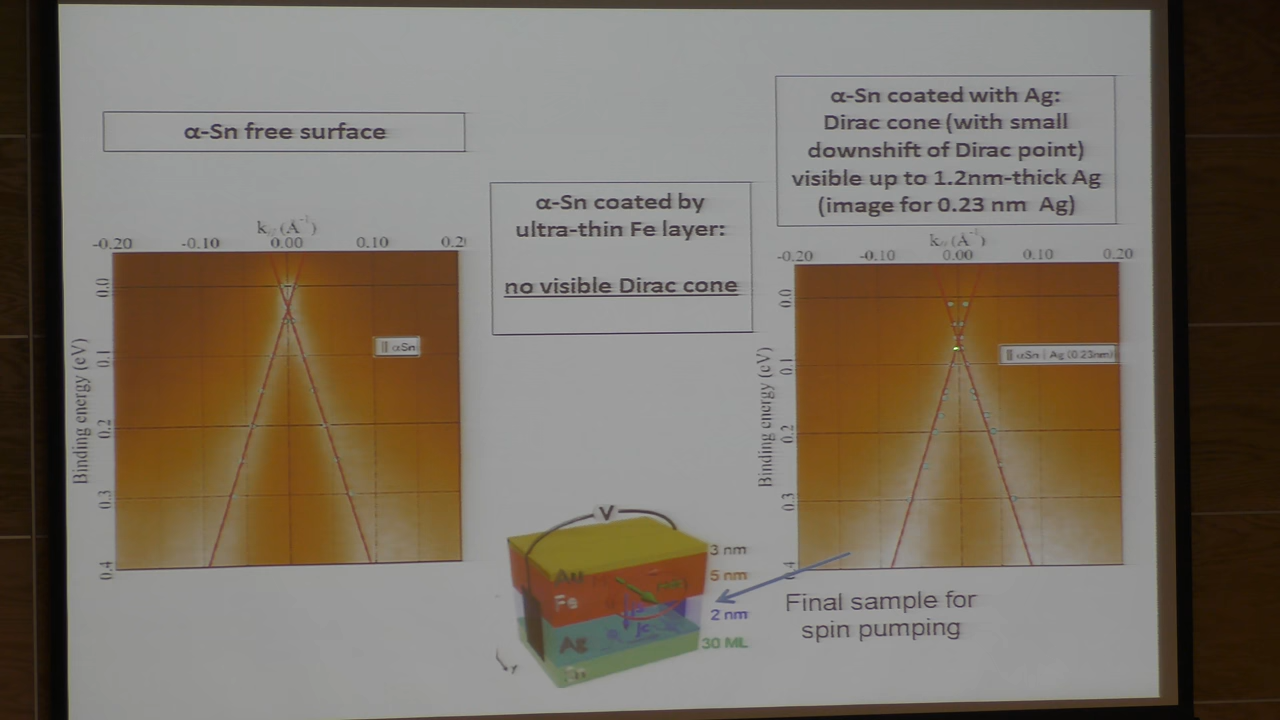 α-Sn free surface
α-Sn coated by
ultra-thin Fe layer:
no visible Dirac cone
α-Sn coated with Ag:
Dirac cone (with small
downshift of Dirac point)
visible up to 1.2nm-thick Ag
(image for 0.23 nm Ag)
k// (Å⁻¹)
-0.20 -0.10 0.00 0.10 0.2
Binding energy (eV)
0.0
0.1
0.2
0.3
0.4
αSn
k// (Å⁻¹)
-0.20 -0.10 0.00 0.10 0.20
Binding energy (eV)
0.0
0.1
0.2
0.3
.4
αSn | Ag (0.23nm)
V
Au 3 nm
Fe 5 nm
2 nm
Ag 30 ML
Jc
Final sample for
spin pumping